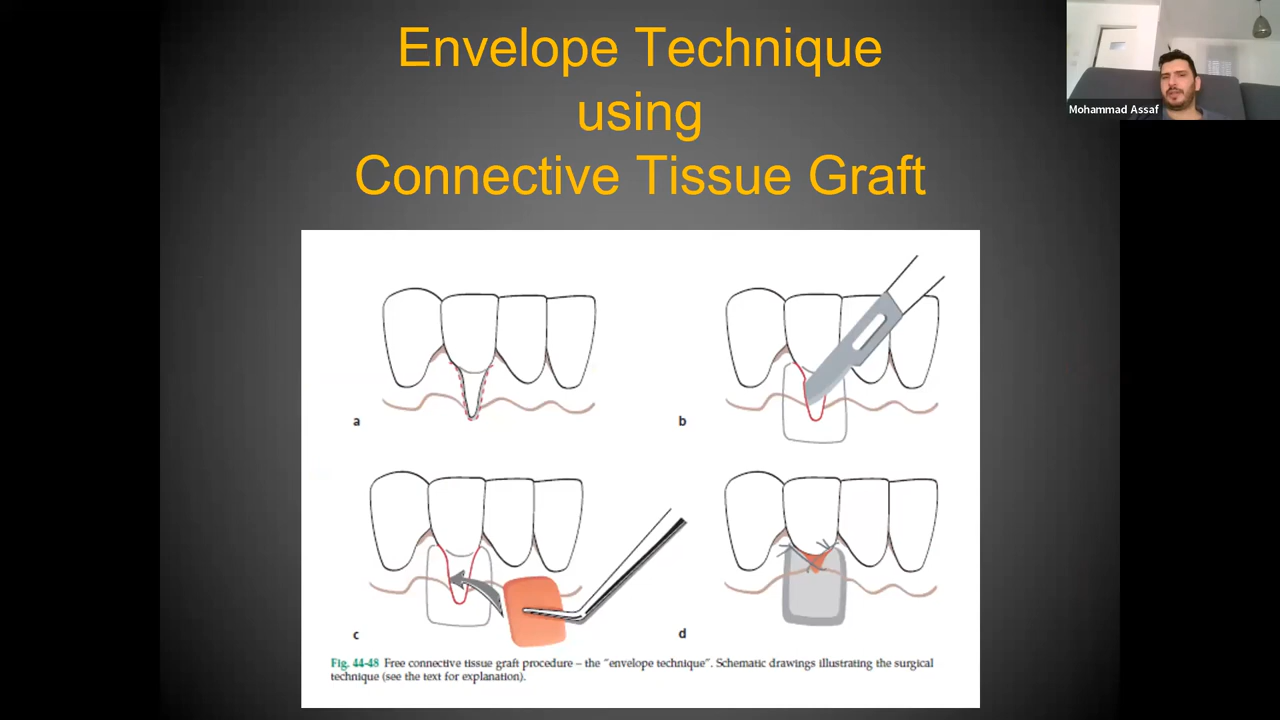 Envelope Technique
using
Connective Tissue Graft
Mohammad Assaf
a
b
c
d
Fig. 44-48 Free connective tissue graft procedure – the "envelope technique". Schematic drawings illustrating the surgical
technique (see the text for explanation).